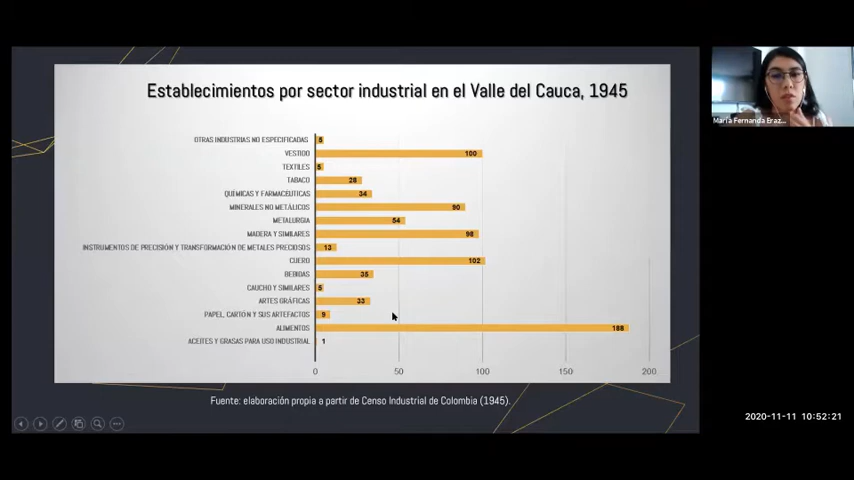 Establecimientos por sector industrial en el Valle del Cauca, 1945
OTRAS INDUSTRIAS NO ESPECIFICADAS 5
VESTIDO 100
TEXTILES 5
TABACO 28
QUÍMICAS Y FARMACÉUTICAS 34
MINERALES NO METÁLICOS 90
METALURGIA 54
MADERA Y SIMILARES 98
INSTRUMENTOS DE PRECISIÓN Y TRANSFORMACIÓN DE METALES PRECIOSOS 13
CUERO 102
BEBIDAS 35
CAUCHO Y SIMILARES 5
ARTES GRÁFICAS 33
PAPEL, CARTÓN Y SUS ARTEFACTOS 9
ALIMENTOS 188
ACEITES Y GRASAS PARA USO INDUSTRIAL 1
0 50 100 150 200
Fuente: elaboración propia a partir de Censo Industrial de Colombia (1945).
María Fernanda Eraz...
2020-11-11 10:52:21